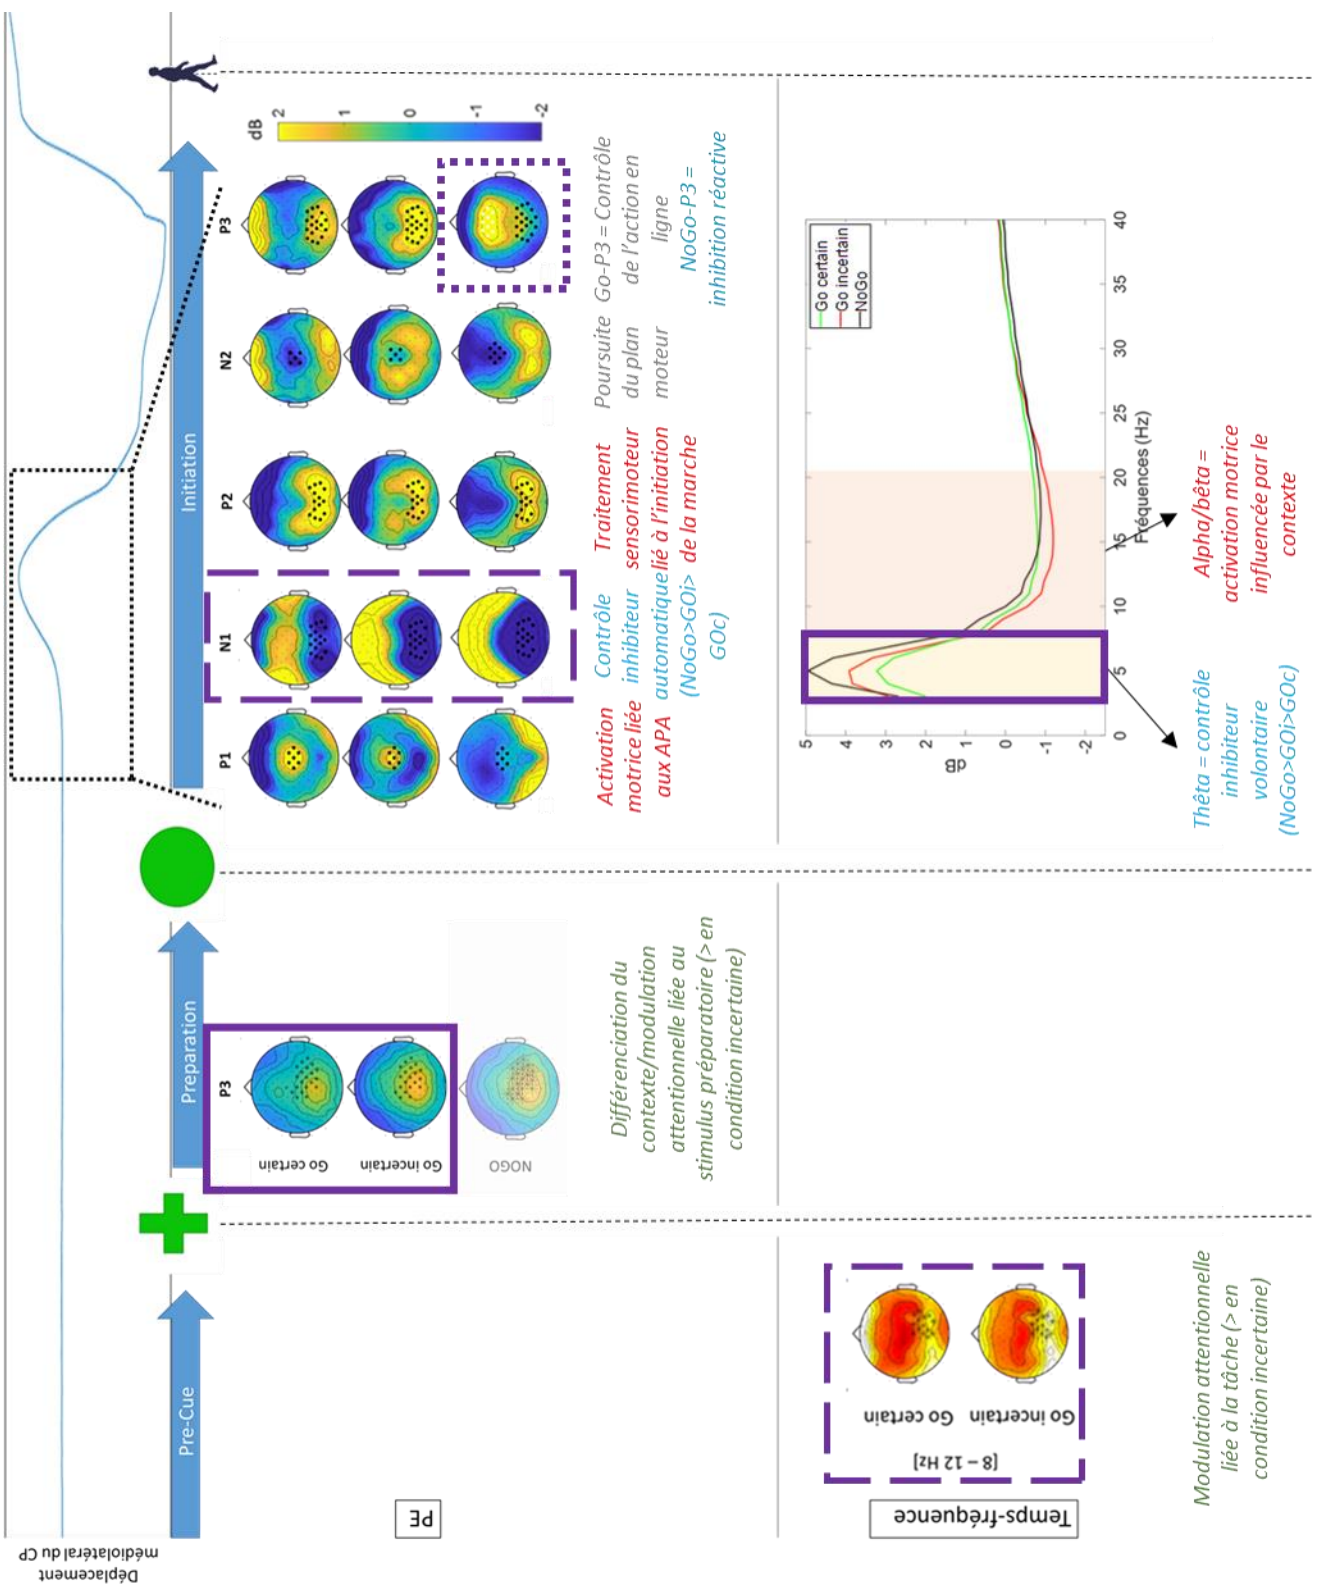 Déplacement
médiolatéral du CP
Pre-Cue
Preparation
Initiation
PE
P3
Go certain
Go incertain
NOGO
Différenciation du
contexte/modulation
attentionnelle liée au
stimulus préparatoire (> en
condition incertaine)
P1
N1
P2
N2
P3
dB
2
1
0
-1
-2
Activation
motrice liée
aux APA
Contrôle
inhibiteur
automatique
(NoGo>GOi>
GOc)
Traitement
sensorimoteur
lié à l'initiation
de la marche
Poursuite
du plan
moteur
Go-P3 = Contrôle
de l'action en
ligne
NoGo-P3 =
inhibition réactive
Temps-fréquence
[8 – 12 Hz]
Go certain
Go incertain
Modulation attentionnelle
liée à la tâche (> en
condition incertaine)
Go certain
Go incertain
NoGo
dB
5
4
3
2
1
0
-1
-2
0
5
10
15
20
25
30
35
40
Fréquences (Hz)
Thêta = contrôle
inhibiteur
volontaire
(NoGo>GOi>GOc)
Alpha/bêta =
activation motrice
influencée par le
contexte